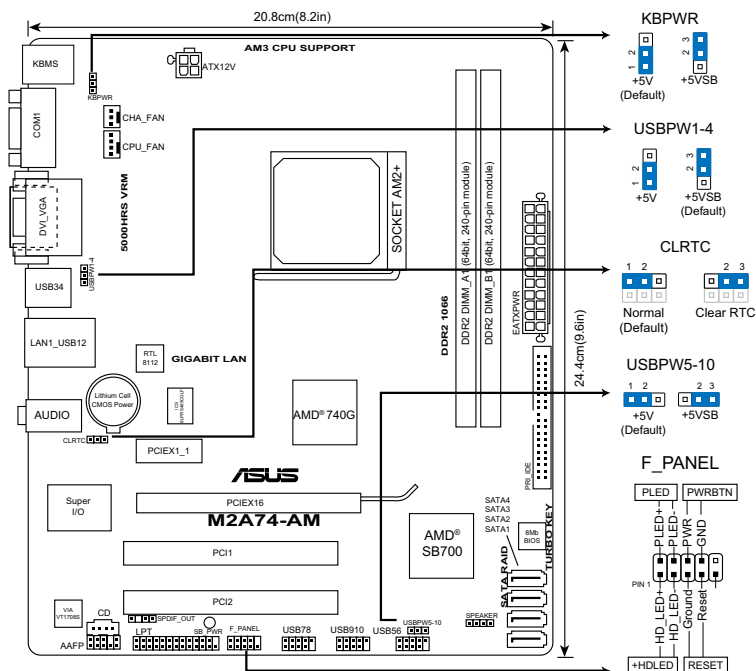 20.8cm(8.2in)
KBPWR
AM3 CPU SUPPORT
KBMS
ATX12V
KBPWR
2
1
3
2
+5V
(Default)
+5VSB
COM1
CHA_FAN
CPU_FAN
USBPW1-4
2
1
3
2
+5V
+5VSB
(Default)
DVI_VGA
5000HRS VRM
SOCKET AM2+
DDR2 DIMM_A1 (64bit, 240-pin module)
DDR2 DIMM_B1 (64bit, 240-pin module)
DDR2 1066
EATXPWR
24.4cm(9.6in)
USBPW1-4
USB34
CLRTC
1 2
2 3
Normal
(Default)
Clear RTC
LAN1_USB12
RTL
8112
GIGABIT LAN
Lithium Cell
CMOS Power
ICS
AMD® 740G
AUDIO
CLRTC
PCIEX1_1
PRI_IDE
USBPW5-10
1 2
2 3
+5V
(Default)
+5VSB
ASUS
Super
I/O
PCIEX16
M2A74-AM
SATA4
SATA3
SATA2
SATA1
AMD®
SB700
8Mb
BIOS
TURBO KEY
SATA RAID
PCI1
PCI2
F_PANEL
PLED
PWRBTN
PLED+
PLED-
PWR
GND
PIN 1
HD_LED+
HD_LED-
Ground
Reset
+HDLED
RESET
VIA
VT1708S
CD
AAFP
SPDIF_OUT
LPT
SB_PWR
F_PANEL
USB78
USB910
USB56
USBPW5-10
SPEAKER